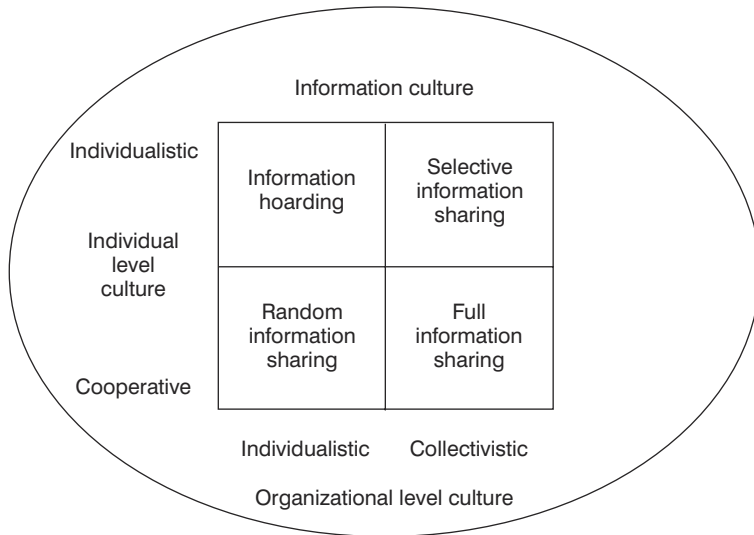 Information culture
Individualistic
Information
hoarding
Selective
information
sharing
Individual
level
culture
Random
information
sharing
Full
information
sharing
Cooperative
Individualistic
Collectivistic
Organizational level culture